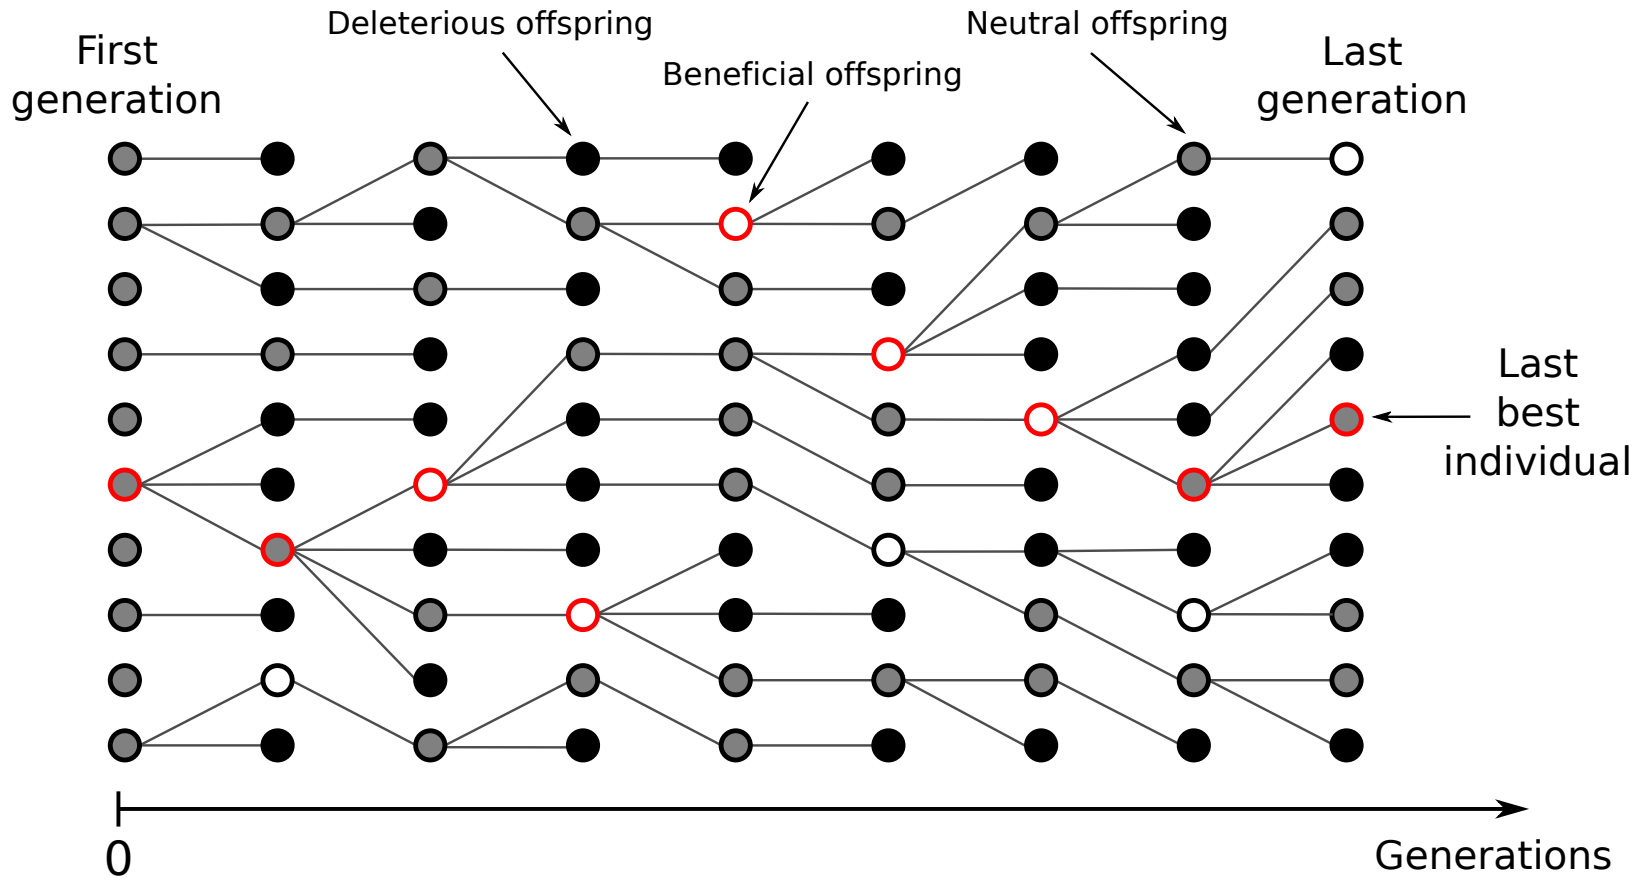 Deleterious offspring
Neutral offspring
First
generation
Beneficial offspring
Last
generation
Last
best
individual
0
Generations